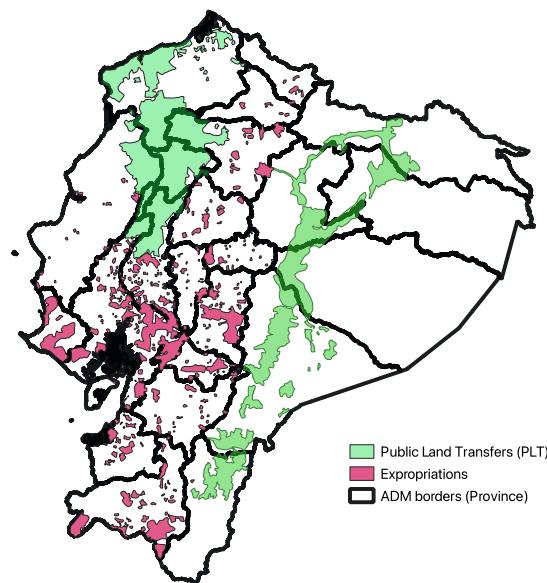 Public Land Transfers (PLT)
Expropriations
ADM borders (Province)